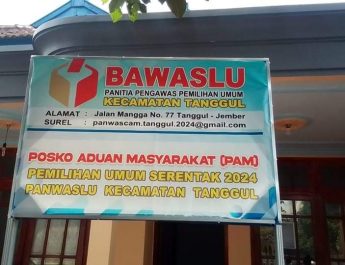 BAWASLU
PANITIA PENGAWAS PEMILIHAN UMUM
KECAMATAN TANGGUL
ALAMAT : Jalan Mangga No. 77 Tanggul - Jember
SUREL : panwascam.tanggul.2024@gmail.com
POSKO ADUAN MASYARAKAT (PAM)
PEMILIHAN UMUM SERENTAK 2024
PANWASLU KECAMATAN TANGGUL